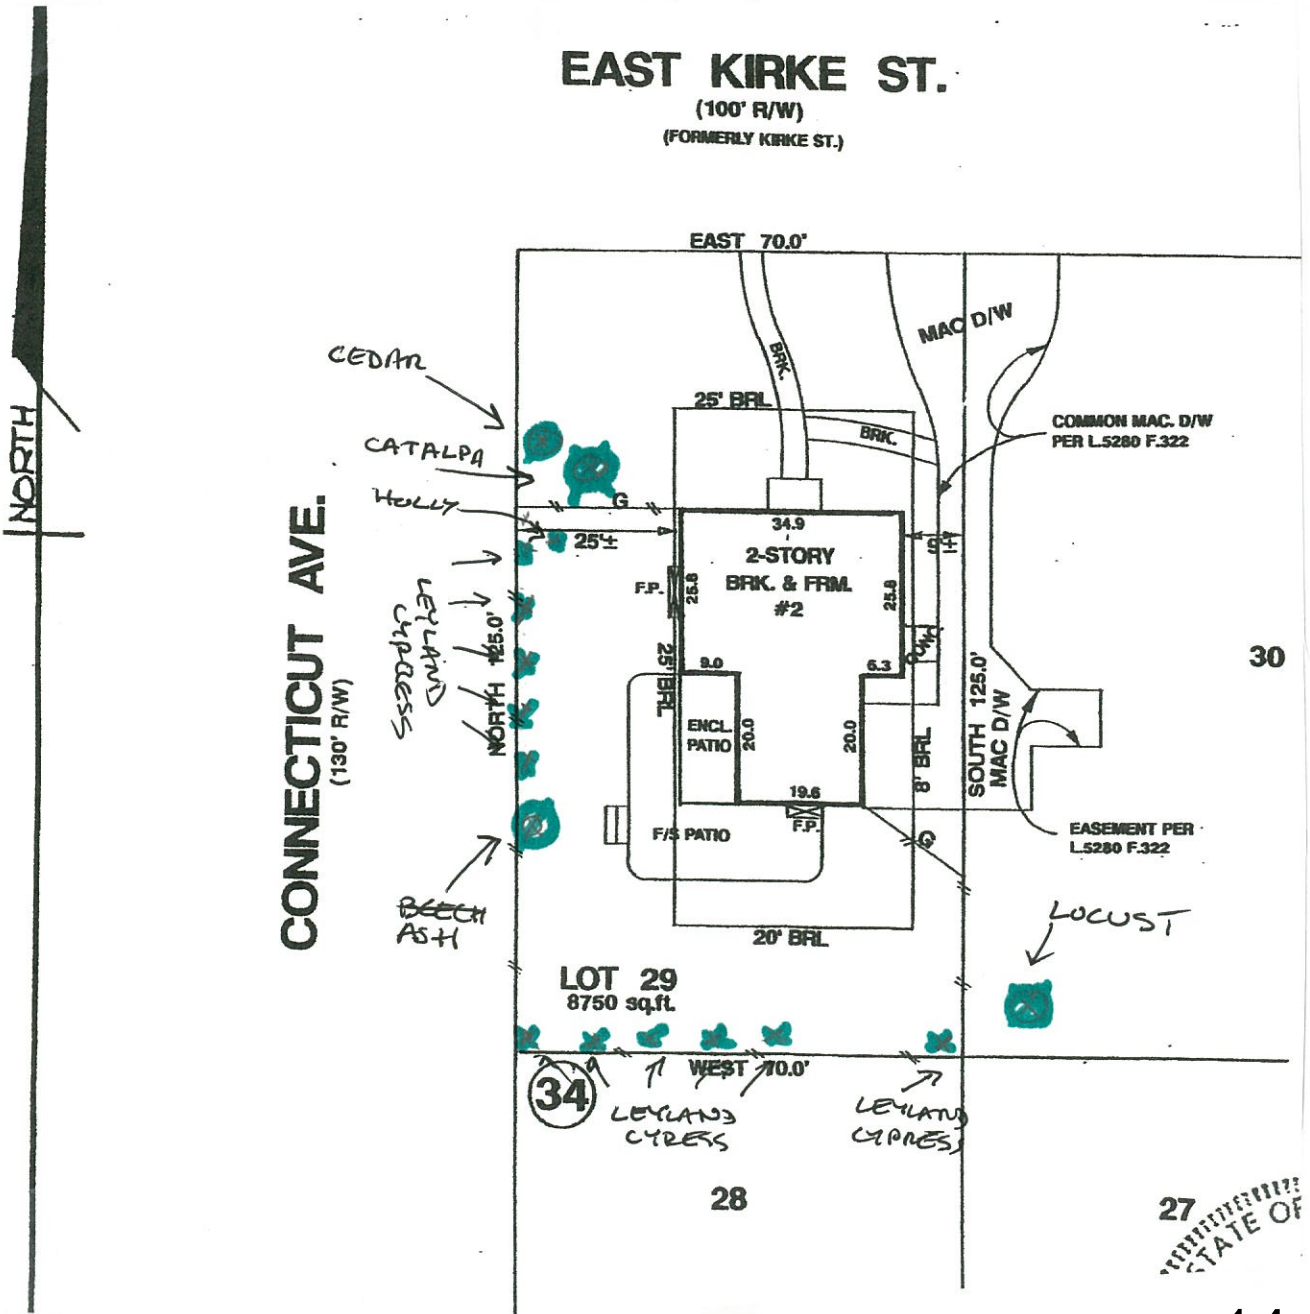 EAST KIRKE ST.
(100' R/W)
(FORMERLY KIRKE ST.)
NORTH
EAST 70.0'
MAC D/W
BRK.
CEDAR
25' BRL
COMMON MAC. D/W
PER L.5280 F.322
BRK.
CATALPA
G
HOLLY
25'±
34.9
2-STORY
BRK. & FRM.
#2
F.P.
25.8
25.8
LEYLAND
CYPRESS
CONNECTICUT AVE.
(130' R/W)
NORTH 125.0'
25' BRL
9.0
6.3
30
SOUTH 125.0'
MAC D/W
ENCL.
PATIO
20.0
20.0
8' BRL
19.6
F.P.
F/S PATIO
G
EASEMENT PER
L.5280 F.322
BEECH
ASH
LOCUST
20' BRL
LOT 29
8750 sq.ft.
WEST 70.0'
34
LEYLAND
CYRESS
LEYLAND
CYPRESS
28
27
STATE OF